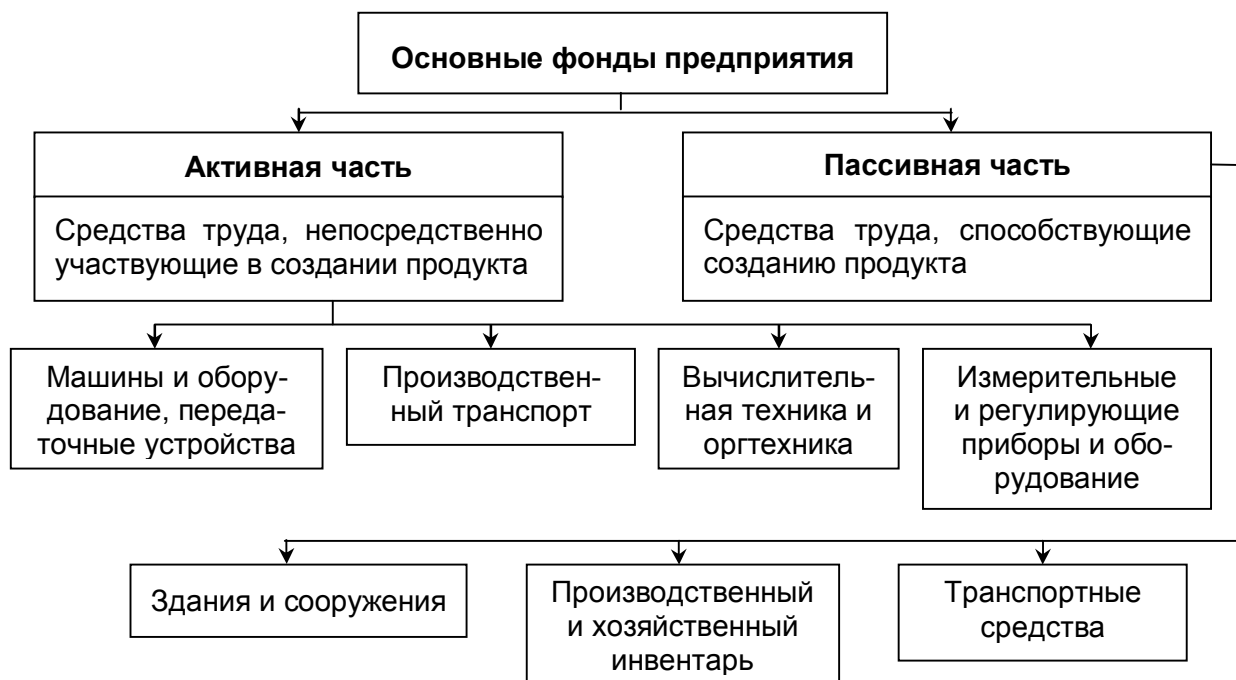 Основные фонды предприятия
Активная часть
Средства труда, непосредственно
участвующие в создании продукта
Пассивная часть
Средства труда, способствующие
созданию продукта
Машины и обору-
дование, переда-
точные устройства
Производствен-
ный транспорт
Вычислитель-
ная техника и
оргтехника
Измерительные
и регулирующие
приборы и обо-
рудование
Здания и сооружения
Производственный
и хозяйственный
инвентарь
Транспортные
средства